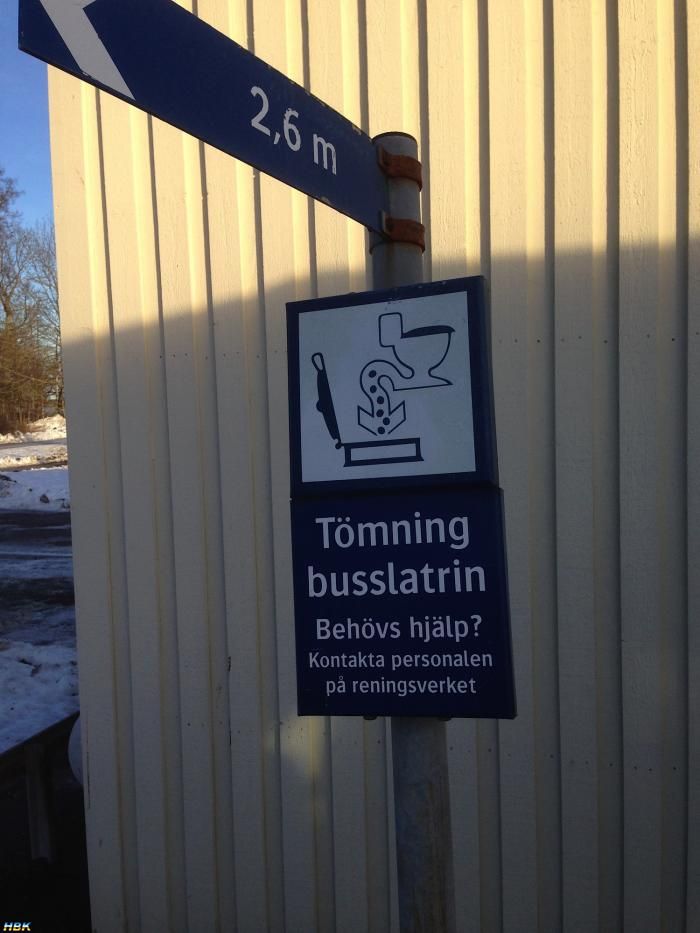 2,6 m
Tömning
busslatrin
Behövs hjälp?
Kontakta personalen
på reningsverket
HBK